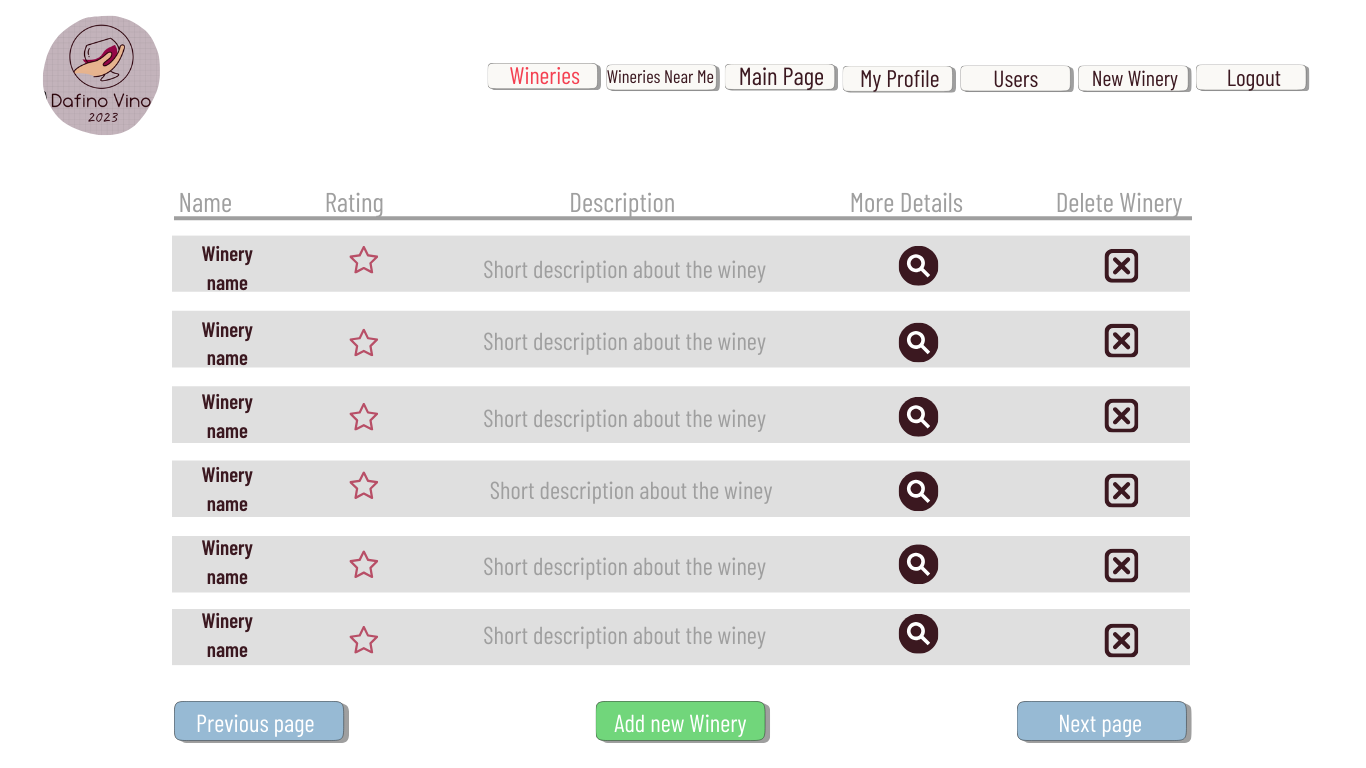 Dafino Vino
2023
Wineries Wineries Near Me Main Page My Profile Users New Winery Logout
Name Rating Description More Details Delete Winery
Winery
name
Short description about the winey
Winery
name
Short description about the winey
Winery
name
Short description about the winey
Winery
name
Short description about the winey
Winery
name
Short description about the winey
Winery
name
Short description about the winey
Previous page Add new Winery Next page